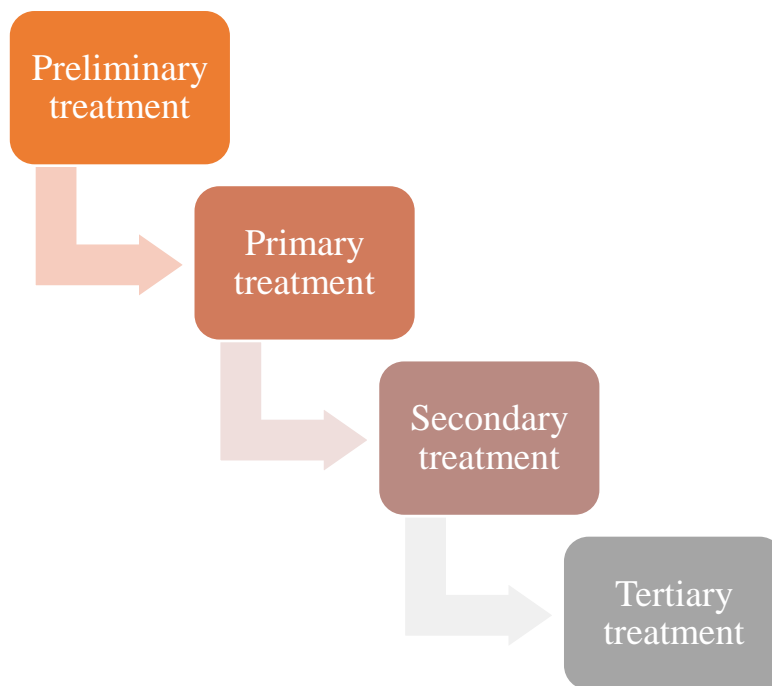 Preliminary
treatment
Primary
treatment
Secondary
treatment
Tertiary
treatment